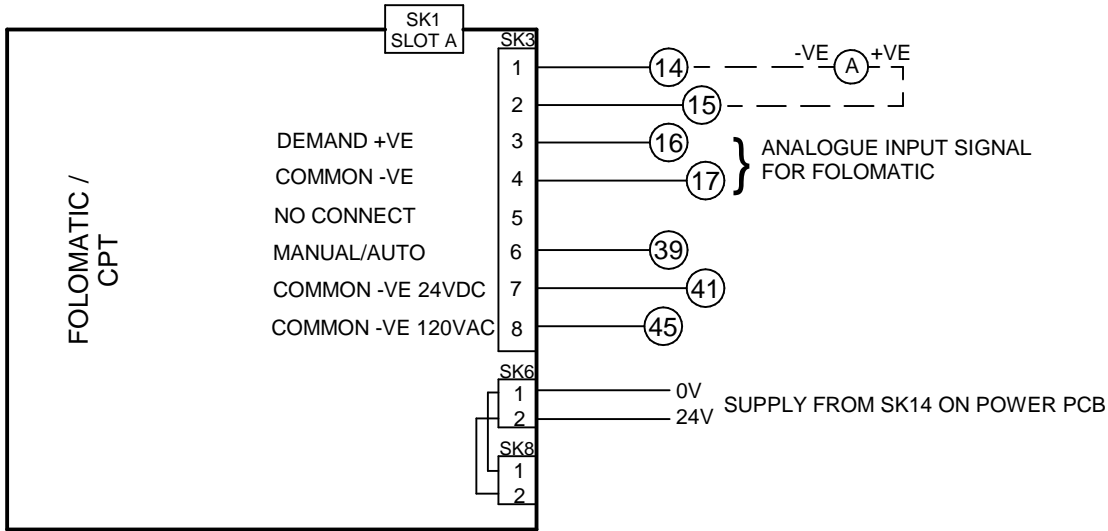 SK1
SLOT A
SK3
1
14
-VE
A
+VE
2
15
DEMAND +VE
3
16
}
ANALOGUE INPUT SIGNAL
FOR FOLOMATIC
COMMON -VE
4
17
NO CONNECT
5
MANUAL/AUTO
6
39
COMMON -VE 24VDC
7
41
COMMON -VE 120VAC
8
45
FOLOMATIC /
CPT
SK6
1
0V
2
24V
SUPPLY FROM SK14 ON POWER PCB
SK8
1
2